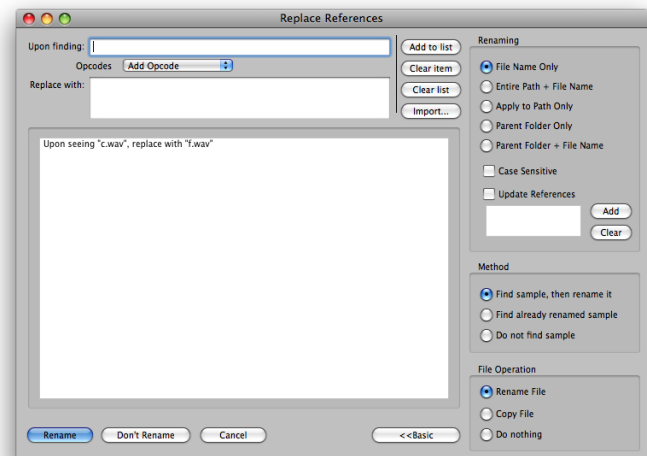 Replace References
Upon finding:
Add to list
Opcodes
Add Opcode
Clear item
Replace with:
Clear list
Import...
Upon seeing "c.wav", replace with "f.wav"
Rename
Don't Rename
Cancel
<<Basic
Renaming
File Name Only
Entire Path + File Name
Apply to Path Only
Parent Folder Only
Parent Folder + File Name
Case Sensitive
Update References
Add
Clear
Method
Find sample, then rename it
Find already renamed sample
Do not find sample
File Operation
Rename File
Copy File
Do nothing